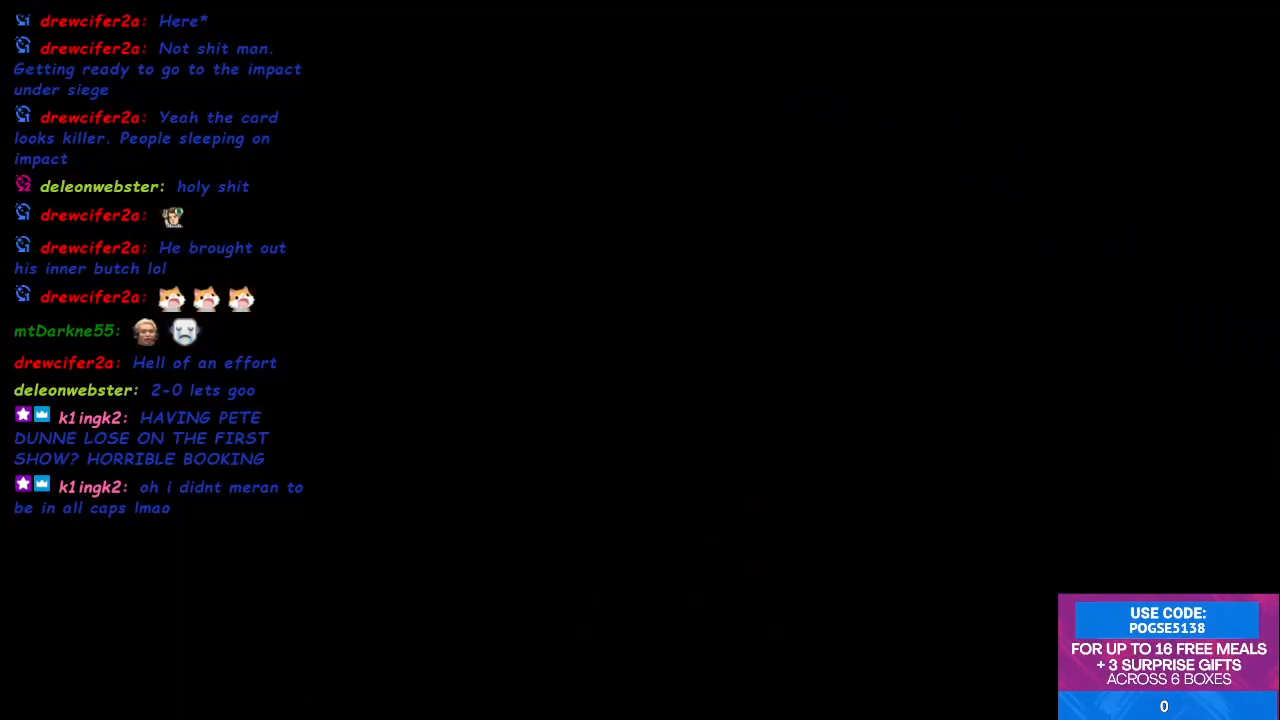 drewcifer2a: Here*
drewcifer2a: Not shit man.
Getting ready to go to the impact
under siege
drewcifer2a: Yeah the card
looks killer. People sleeping on
impact
deleonwebster: holy shit
drewcifer2a:
drewcifer2a: He brought out
his inner butch lol
drewcifer2a:
mtDarkne55:
drewcifer2a: Hell of an effort
deleonwebster: 2-0 lets goo
k1ingk2: HAVING PETE
DUNNE LOSE ON THE FIRST
SHOW? HORRIBLE BOOKING
k1ingk2: oh i didnt meran to
be in all caps lmao
USE CODE:
POGSE5138
FOR UP TO 16 FREE MEALS
+ 3 SURPRISE GIFTS
ACROSS 6 BOXES
0